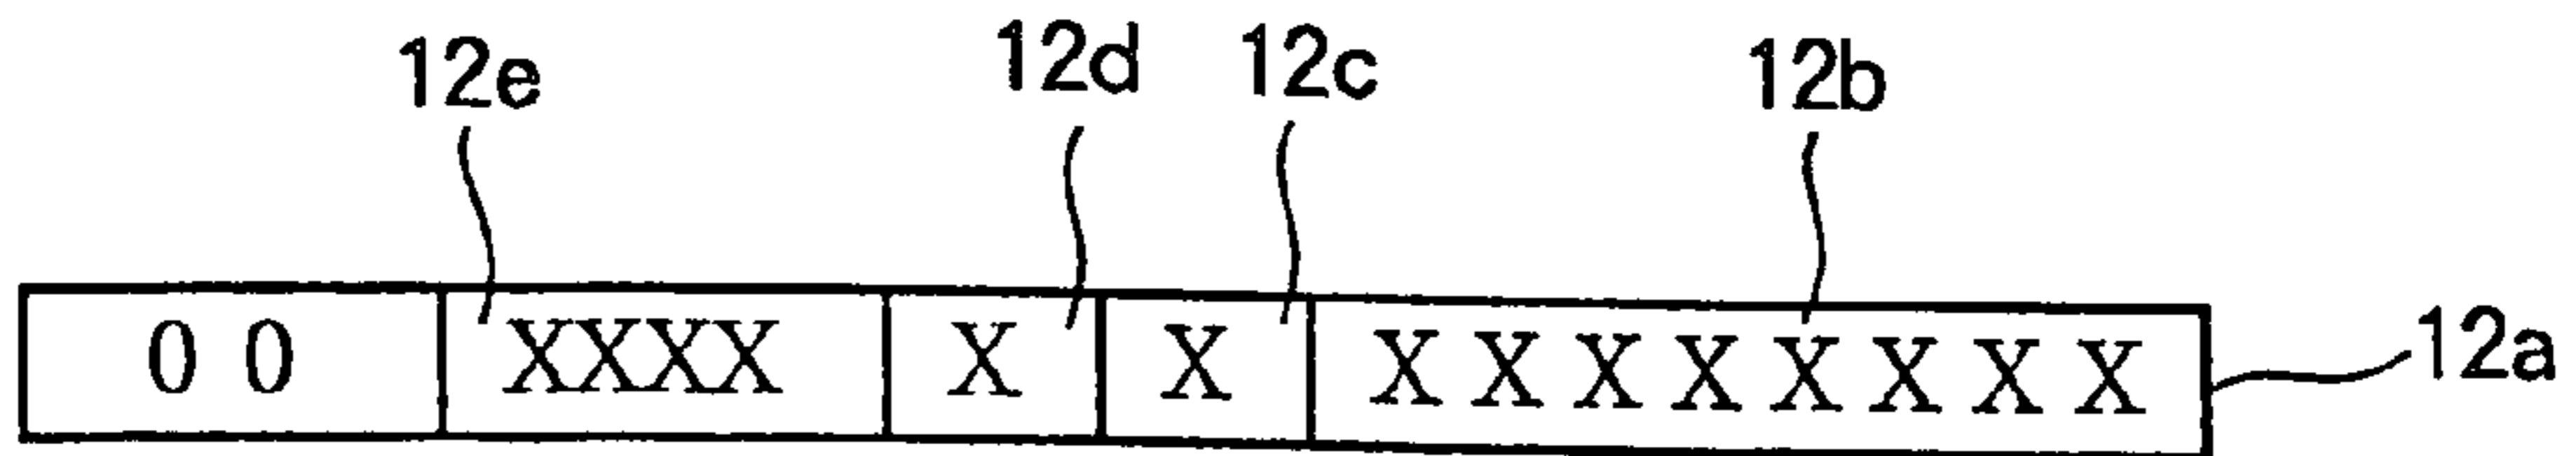 12e 12d 12c 12b
0 0 XXXX X X X X X X X X X X 12a